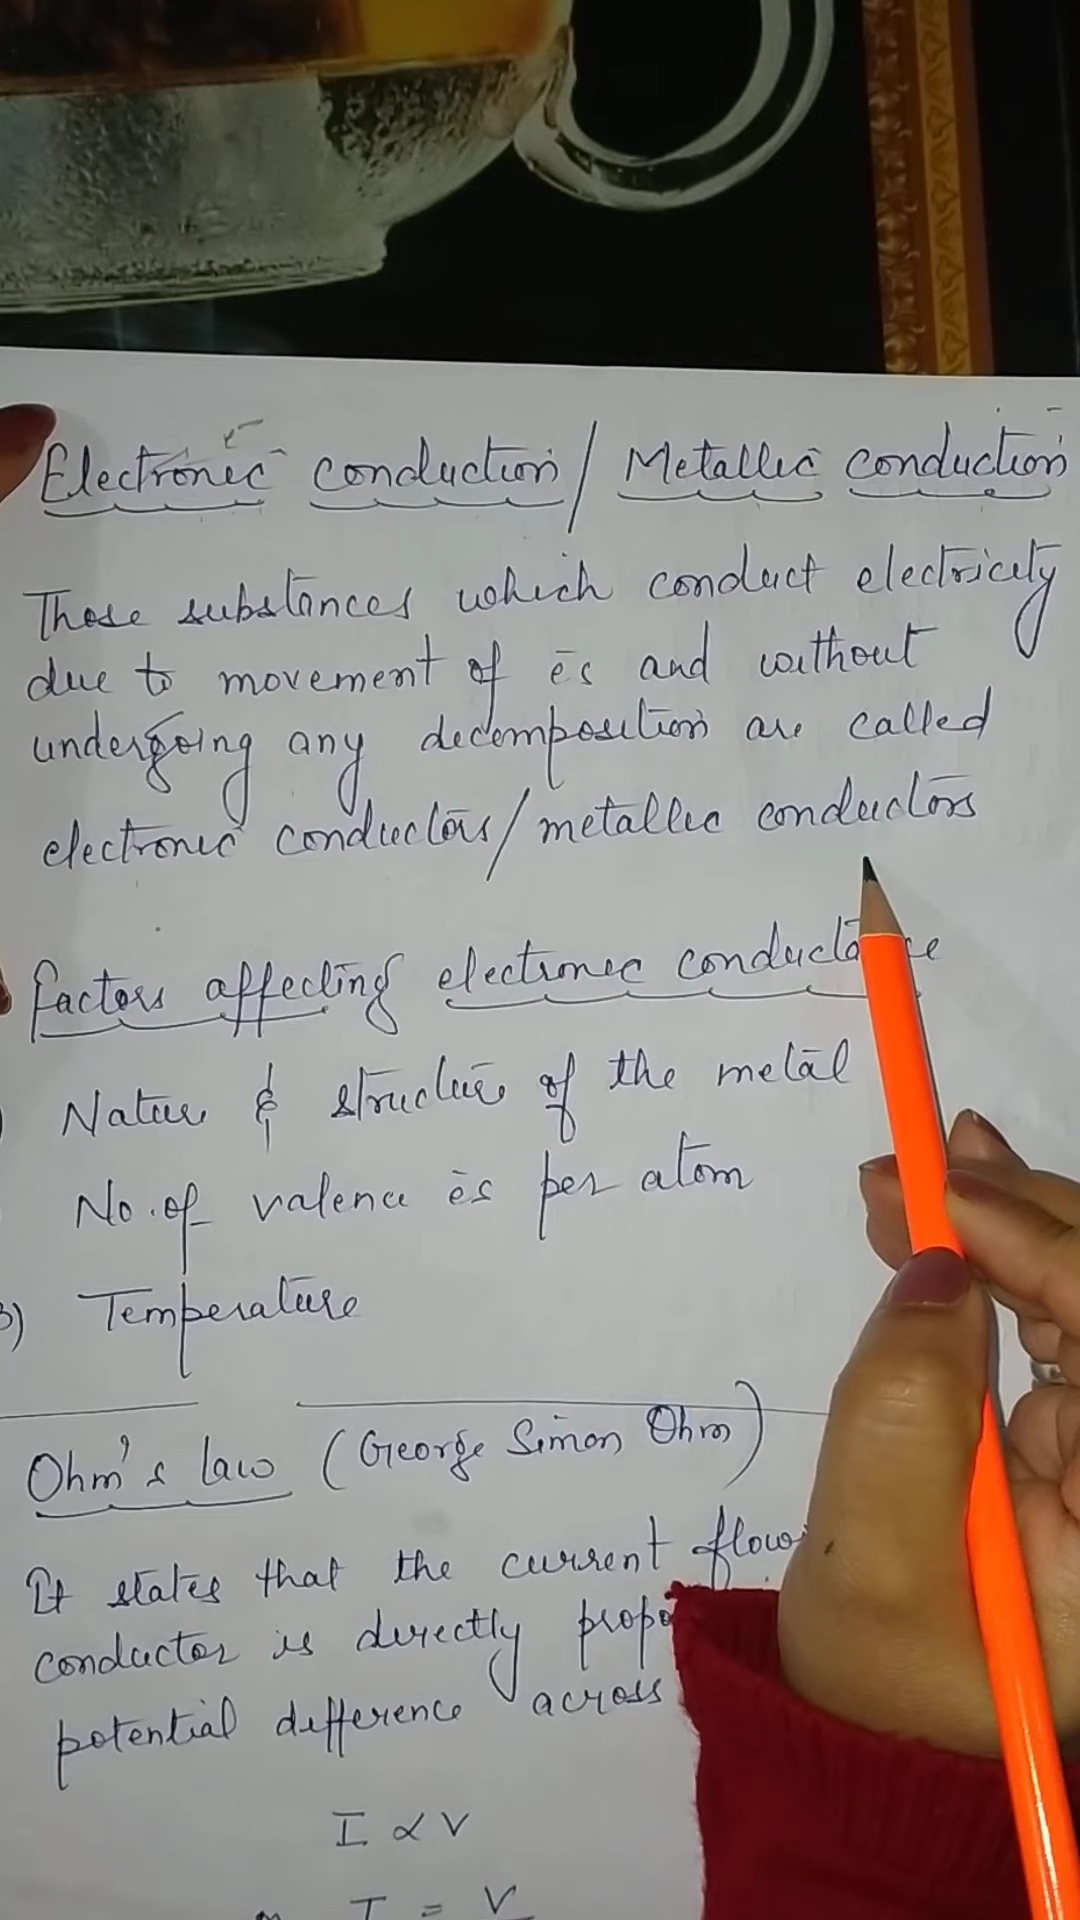 Electronic conduction / Metallic conduction
e⁻
Those substances which conduct electricity
due to movement of ēs and without
undergoing any decomposition are called
electronic conductors / metallic conductors
Factors affecting electronic
Nature & structure of the metal
No. of valence ēs per atom
3) Temperature
Ohm's law (George Simon Ohm)
It states that the current
conductor is directly
potential difference across
I ∝ V
I = V